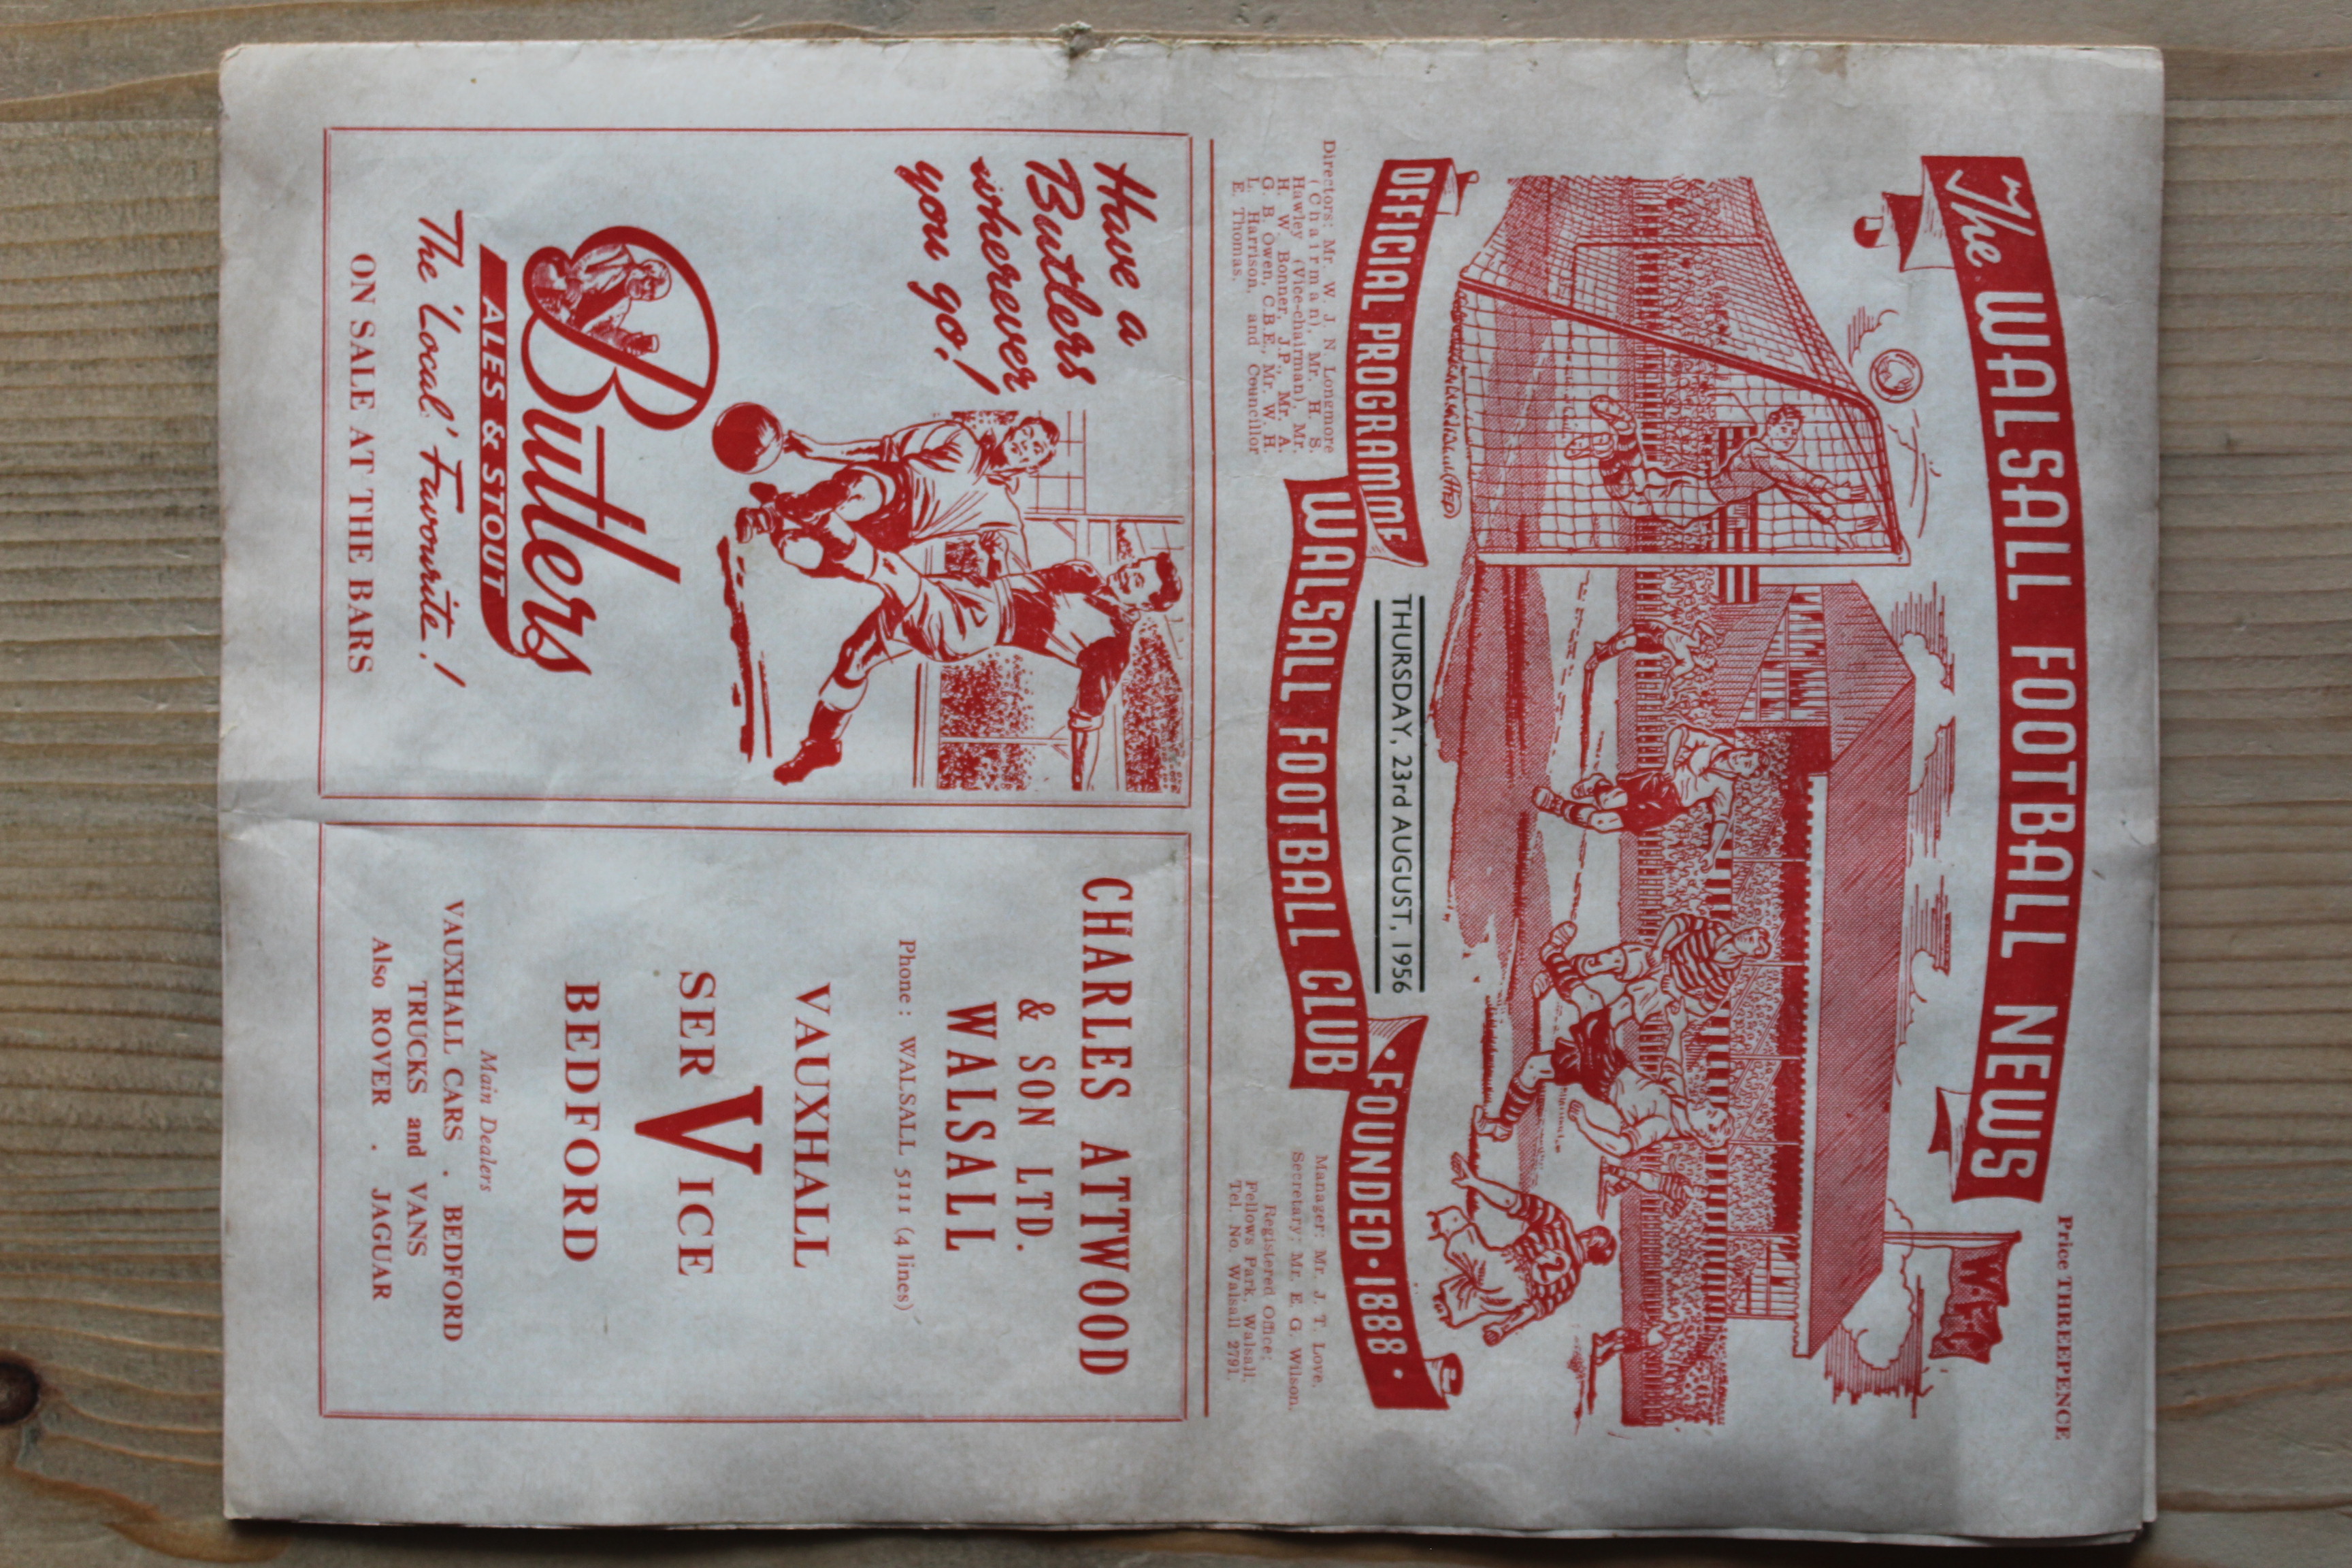 Price THREEPENCE
The WALSALL FOOTBALL NEWS
W.F.C.
2
OFFICIAL PROGRAMME
THURSDAY, 23rd AUGUST, 1956
WALSALL FOOTBALL CLUB
• FOUNDED • 1888 •
Directors: Mr. W. J. N. Longmore
(Chairman), Mr. H. S.
Hawley (Vice-chairman), Mr.
H. W. Bonner, J.P., Mr. A.
G. B. Owen, C.B.E., Mr. W. H.
L. Harrison, and Councillor
E. Thomas.
Manager: Mr. J. T. Love.
Secretary: Mr. E. G. Wilson.
Registered Office:
Fellows Park, Walsall.
Tel. No. Walsall 2791.
Have a
Butlers
wherever
you go!
Butlers
ALES & STOUT
The 'Local' Favourite!
ON SALE AT THE BARS
CHARLES ATTWOOD
& SON LTD.
WALSALL
Phone: WALSALL 5111 (4 lines)
VAUXHALL
SERVICE
BEDFORD
Main Dealers
VAUXHALL CARS . BEDFORD
TRUCKS and VANS
Also ROVER . JAGUAR